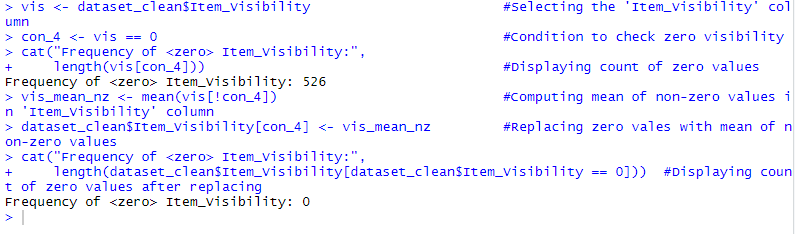 > vis <- dataset_clean$Item_Visibility #Selecting the 'Item_Visibility' col
umn
> con_4 <- vis == 0 #Condition to check zero visibility
> cat("Frequency of <zero> Item_Visibility:",
+ length(vis[con_4])) #Displaying count of zero values
Frequency of <zero> Item_Visibility: 526
> vis_mean_nz <- mean(vis[!con_4]) #Computing mean of non-zero values i
n 'Item_Visibility' column
> dataset_clean$Item_Visibility[con_4] <- vis_mean_nz #Replacing zero vales with mean of n
on-zero values
> cat("Frequency of <zero> Item_Visibility:",
+ length(dataset_clean$Item_Visibility[dataset_clean$Item_Visibility == 0])) #Displaying coun
t of zero values after replacing
Frequency of <zero> Item_Visibility: 0
>